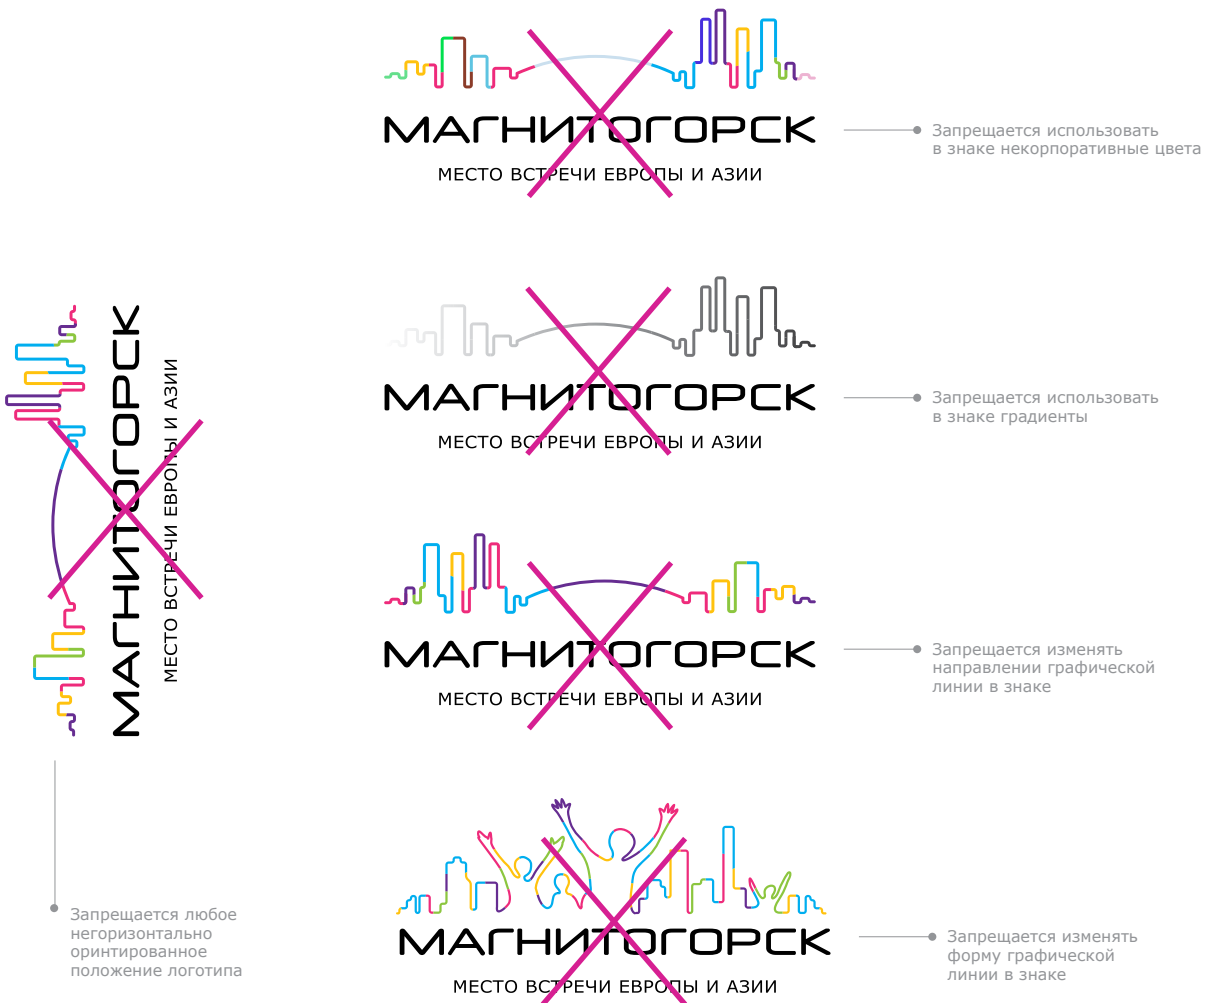 МАГНИТОГОРСК
МЕСТО ВСТРЕЧИ ЕВРОПЫ И АЗИИ
Запрещается использовать
в знаке некорпоративные цвета
МАГНИТОГОРСК
МЕСТО ВСТРЕЧИ ЕВРОПЫ И АЗИИ
Запрещается использовать
в знаке градиенты
МАГНИТОГОРСК
МЕСТО ВСТРЕЧИ ЕВРОПЫ И АЗИИ
МАГНИТОГОРСК
МЕСТО ВСТРЕЧИ ЕВРОПЫ И АЗИИ
Запрещается изменять
направлении графической
линии в знаке
Запрещается любое
негоризонтально
оринтированное
положение логотипа
МАГНИТОГОРСК
МЕСТО ВСТРЕЧИ ЕВРОПЫ И АЗИИ
Запрещается изменять
форму графической
линии в знаке